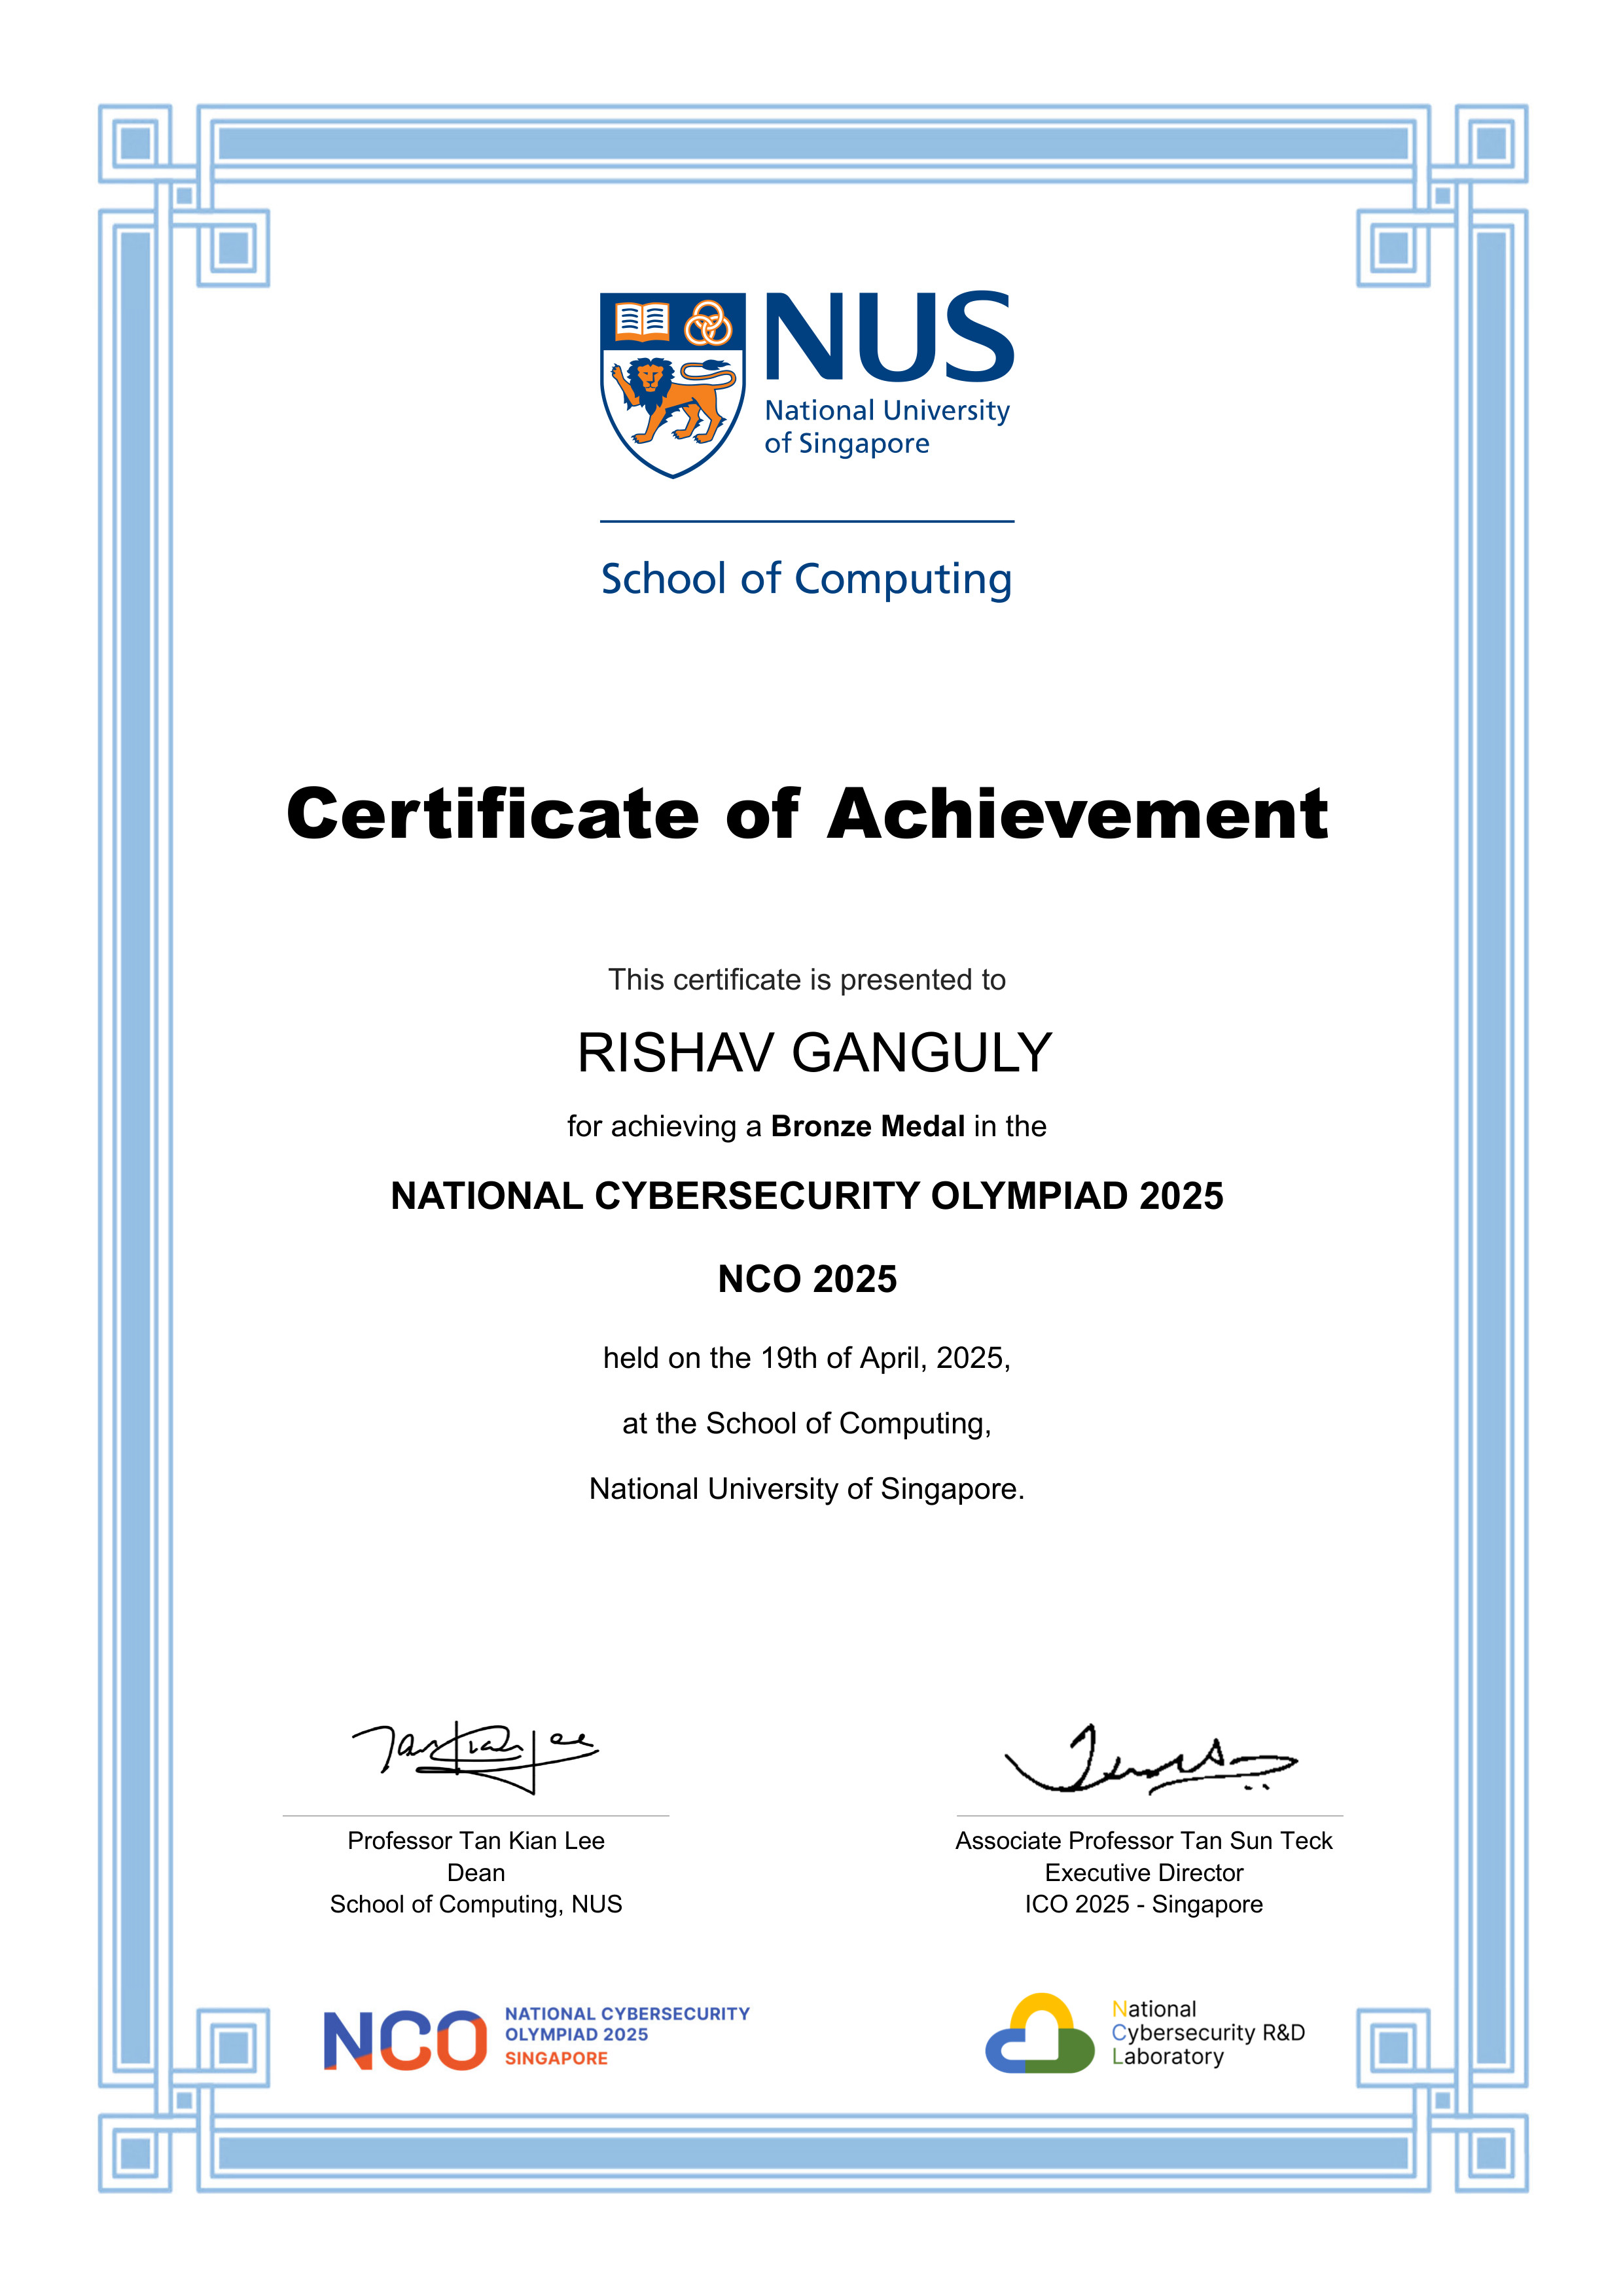 NUS
National University
of Singapore
School of Computing
Certificate of Achievement
This certificate is presented to
RISHAV GANGULY
for achieving a Bronze Medal in the
NATIONAL CYBERSECURITY OLYMPIAD 2025
NCO 2025
held on the 19th of April, 2025,
at the School of Computing,
National University of Singapore.
Tan Kian Lee
Professor Tan Kian Lee
Dean
School of Computing, NUS
Associate Professor Tan Sun Teck
Executive Director
ICO 2025 - Singapore
NCO
NATIONAL CYBERSECURITY
OLYMPIAD 2025
SINGAPORE
National
Cybersecurity R&D
Laboratory